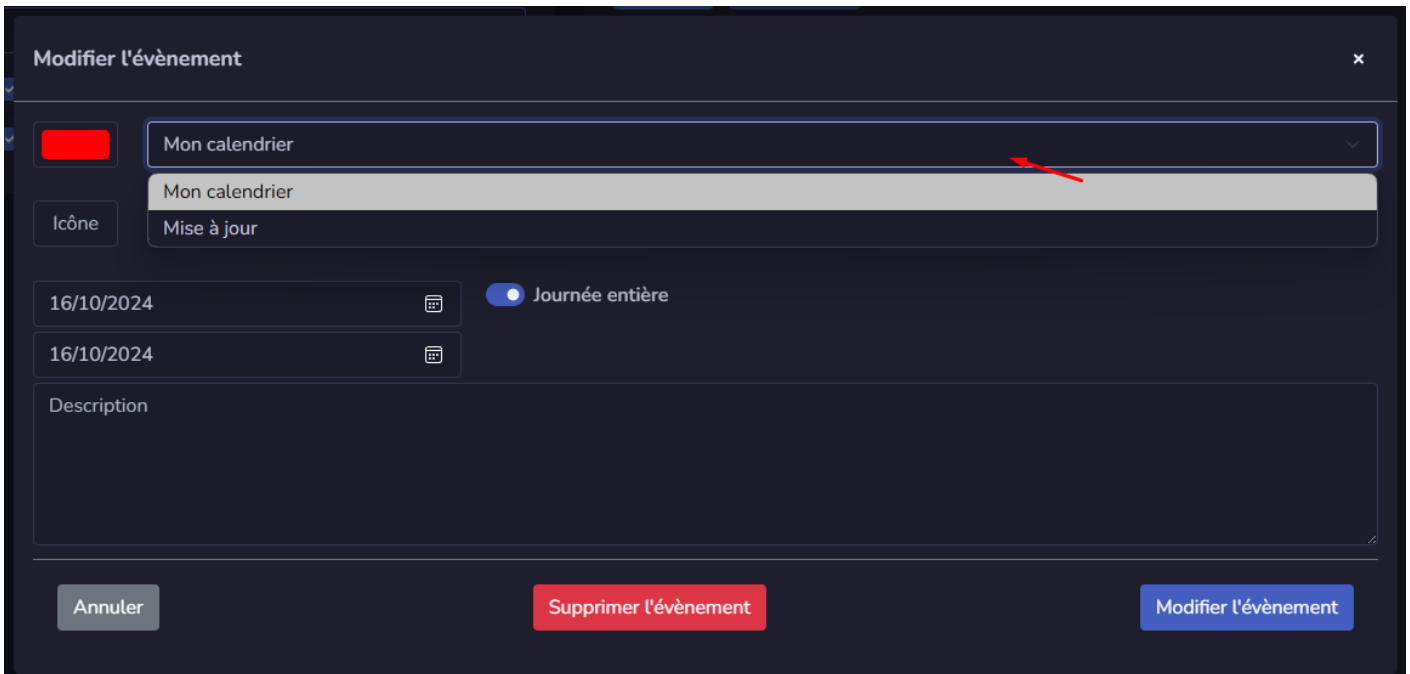 Modifier l'évènement
Mon calendrier
Mon calendrier
Mise à jour
Icône
16/10/2024
Journée entière
16/10/2024
Description
Annuler
Supprimer l'évènement
Modifier l'évènement